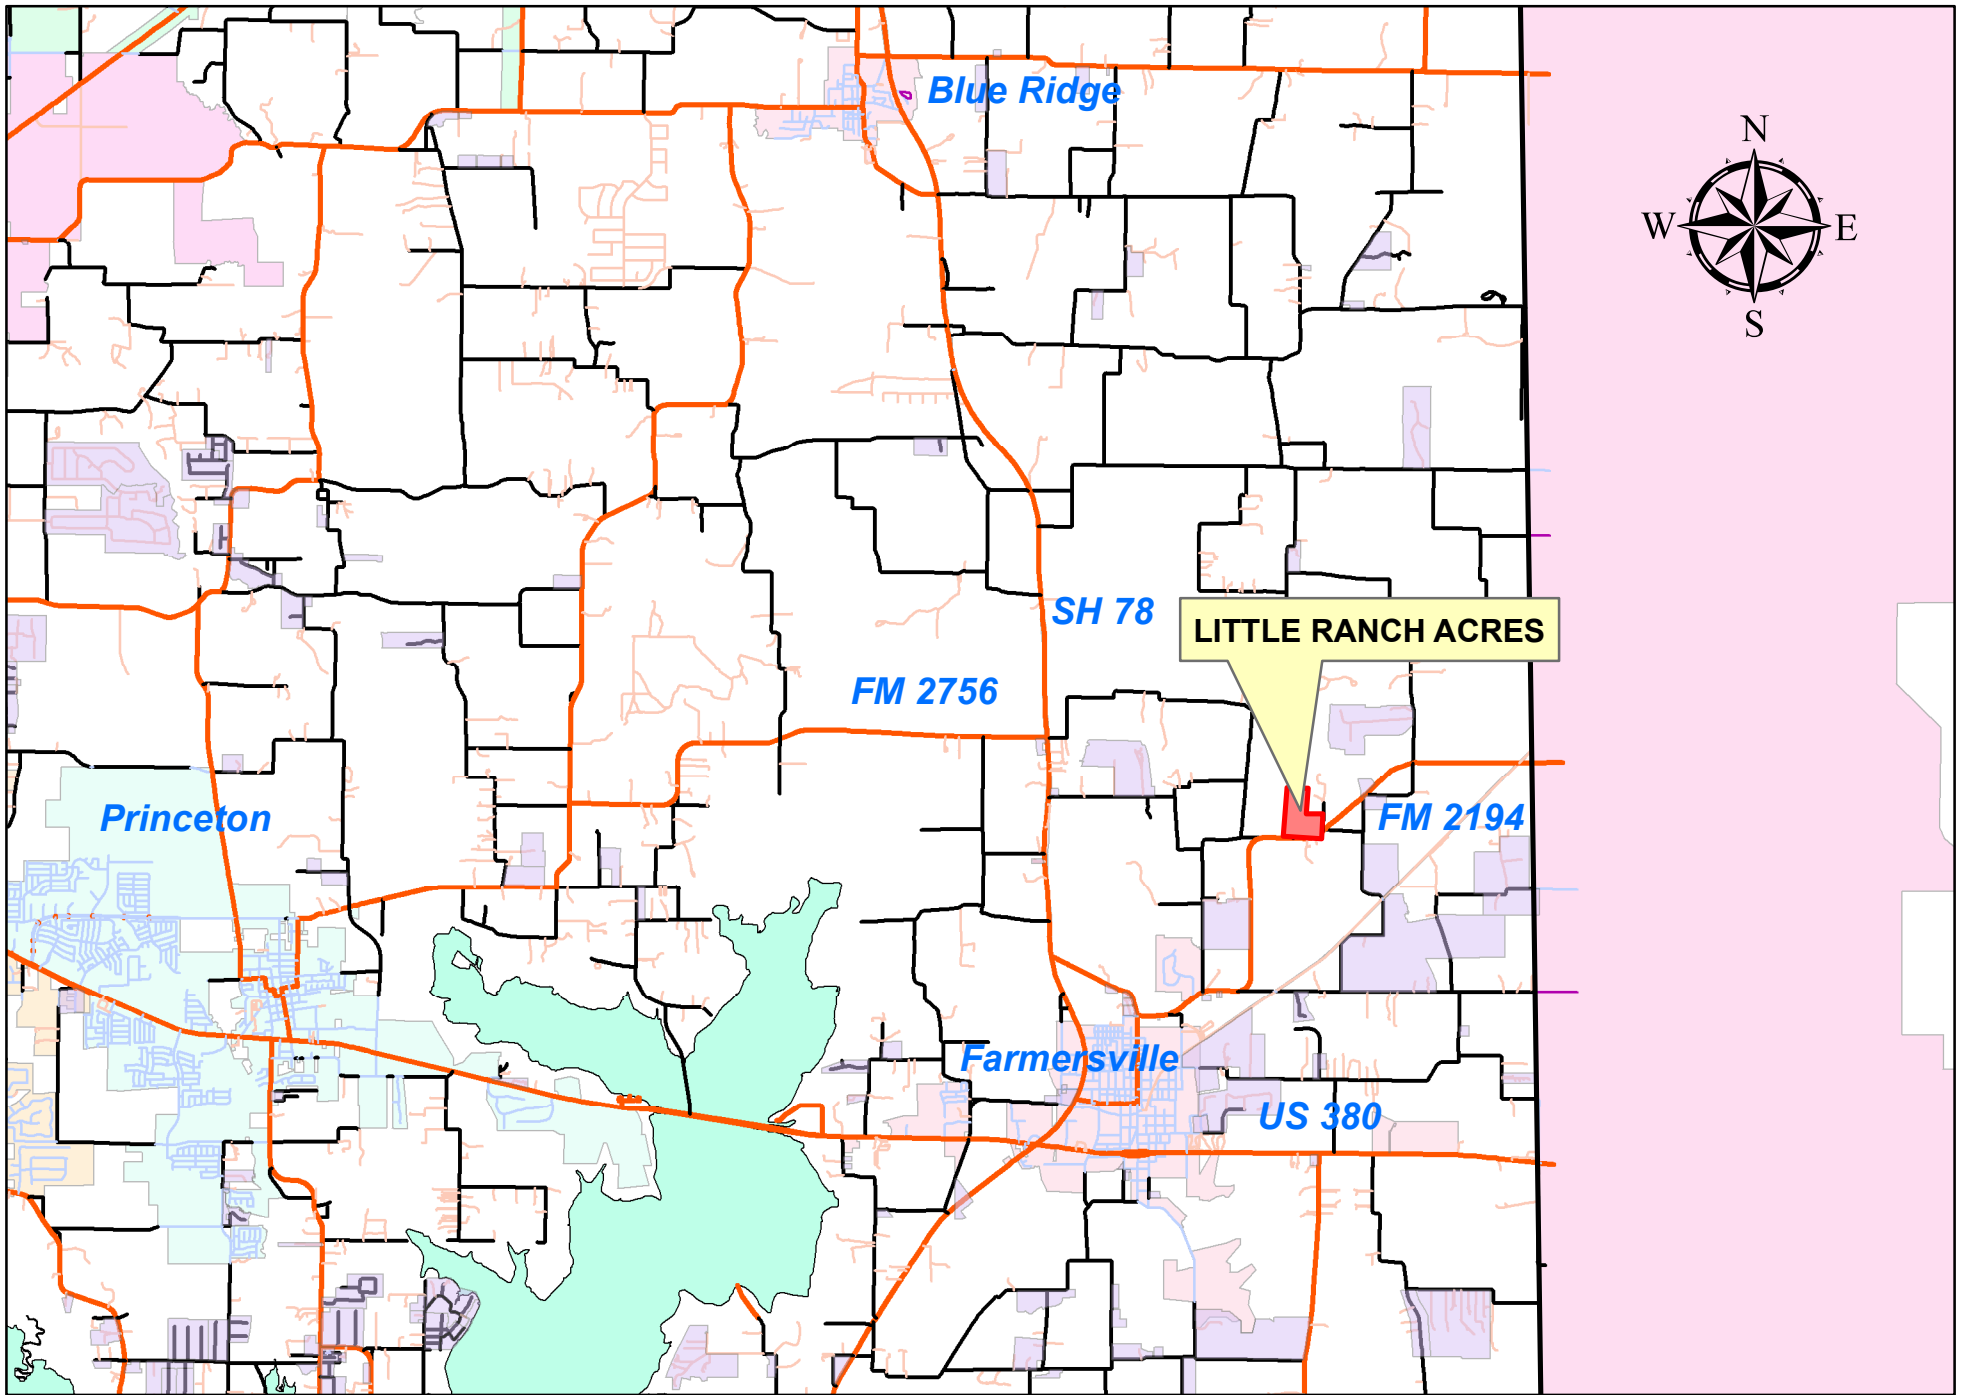 Blue Ridge
N
W
E
S
SH 78
LITTLE RANCH ACRES
FM 2756
Princeton
FM 2194
Farmersville
US 380